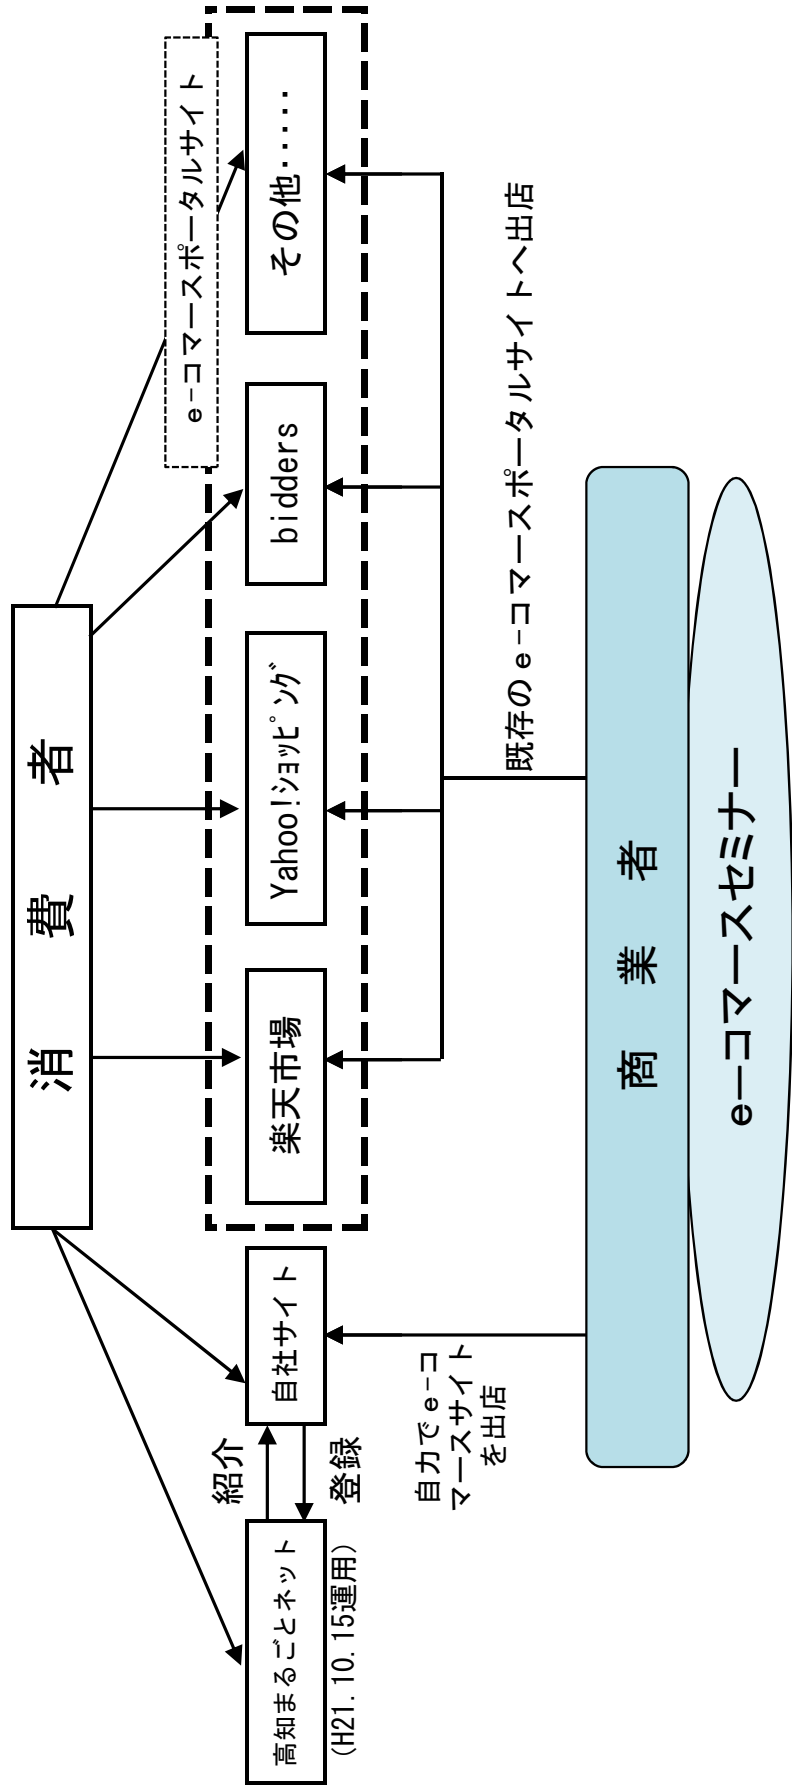 消費者
e-コマースポータルサイト
高知まるごとネット
(H21.10.15運用)
紹介
登録
自社サイト
楽天市場
Yahoo!ｼｮｯﾋﾟﾝｸﾞ
bidders
その他・・・・・
自力でe-コ
マースサイト
を出店
既存のe-コマースポータルサイトへ出店
商業者
e－コマースセミナー